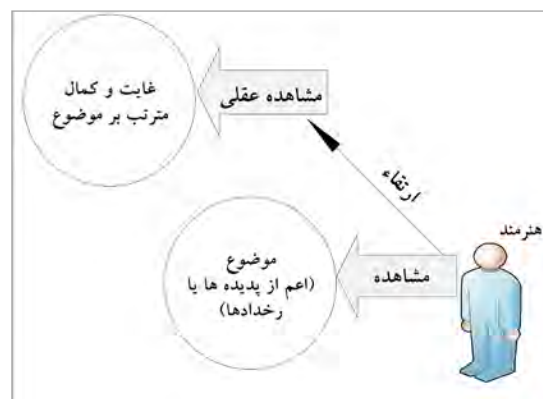 غایت و کمال
مترتب بر موضوع
مشاهده عقلی
ارتقاء
هنرمند
مشاهده
موضوع
(اعم از پدیده ها یا
رخدادها)